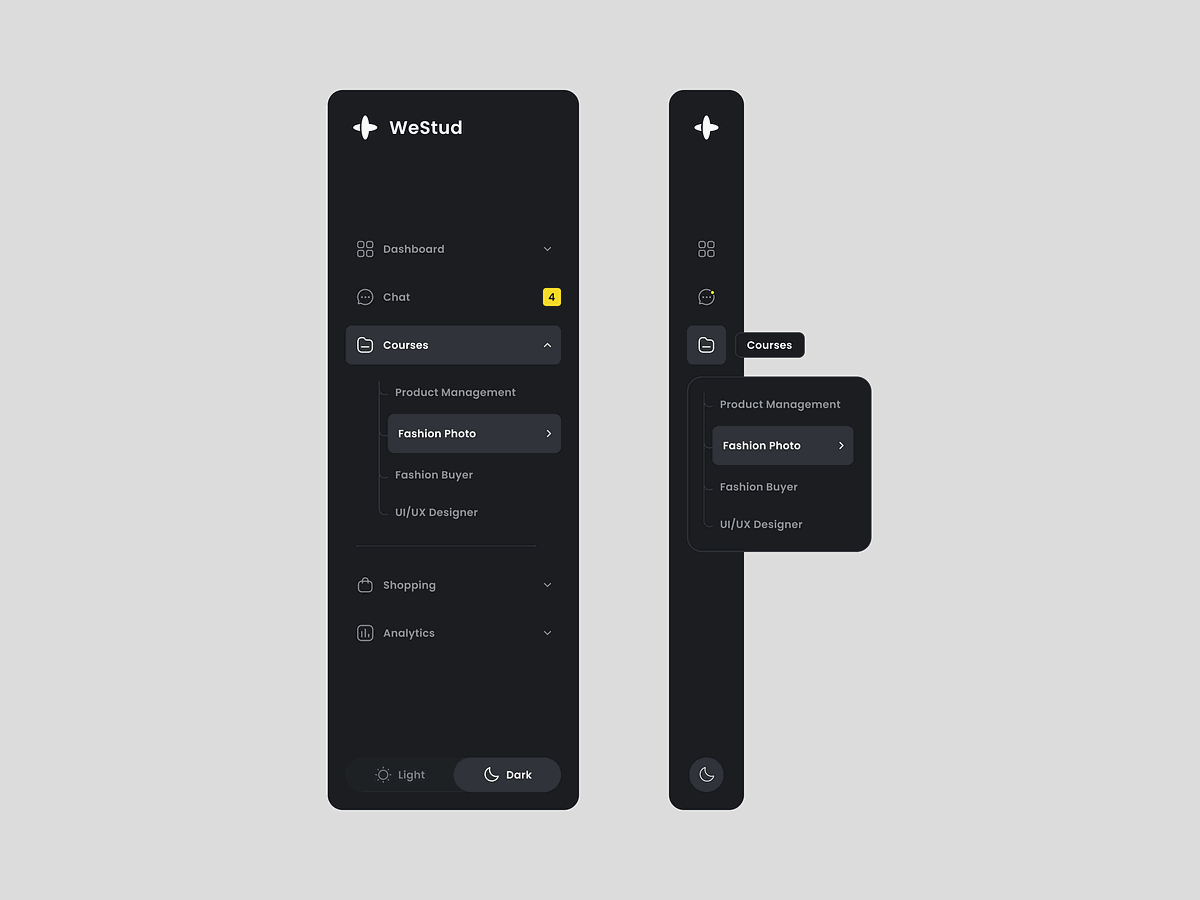 WeStud
Dashboard
Chat
4
Courses
Product Management
Fashion Photo
Fashion Buyer
UI/UX Designer
Shopping
Analytics
Light
Dark
Courses
Product Management
Fashion Photo
Fashion Buyer
UI/UX Designer